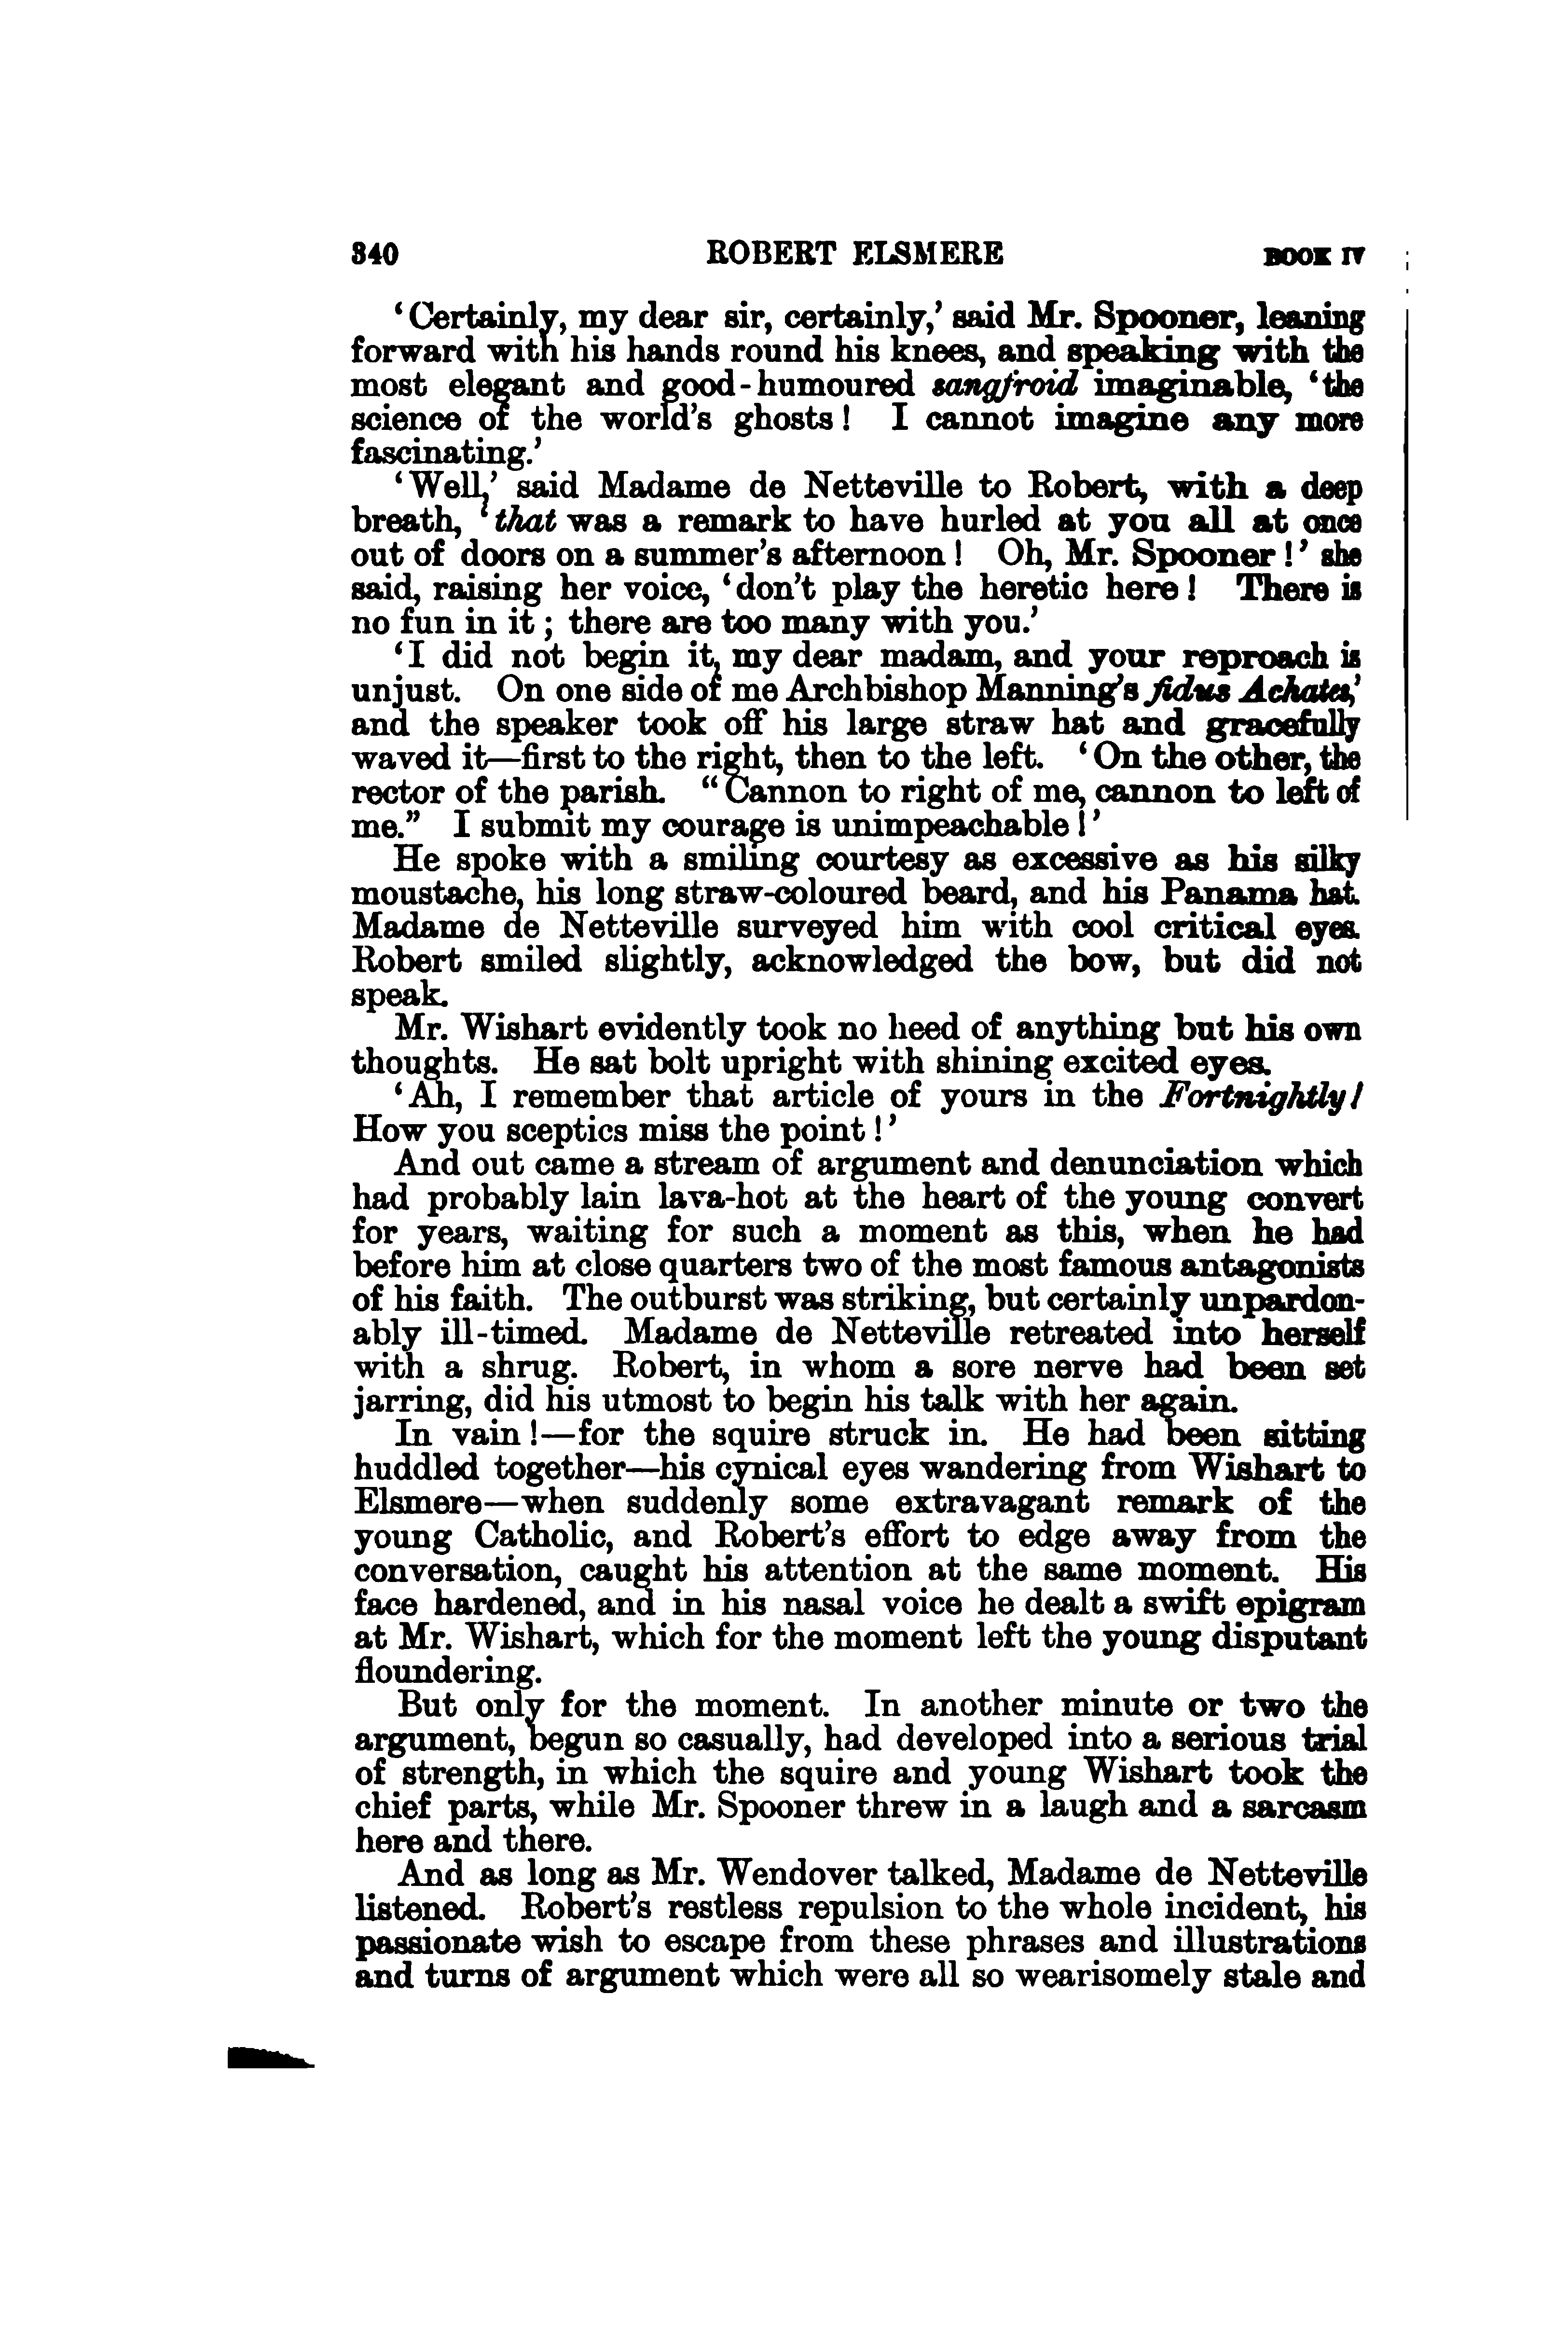 340 ROBERT ELSMERE BOOK IV
‘Certainly, my dear sir, certainly,’ said Mr. Spooner, leaning
forward with his hands round his knees, and speaking with the
most elegant and good-humoured sangfroid imaginable, ‘the
science of the world’s ghosts! I cannot imagine any more
fascinating.’
‘Well,’ said Madame de Netteville to Robert, with a deep
breath, ‘that was a remark to have hurled at you all at once
out of doors on a summer’s afternoon! Oh, Mr. Spooner!’ she
said, raising her voice, ‘don’t play the heretic here! There is
no fun in it; there are too many with you.’
‘I did not begin it, my dear madam, and your reproach is
unjust. On one side of me Archbishop Manning’s fidus Achates,’
and the speaker took off his large straw hat and gracefully
waved it—first to the right, then to the left. ‘On the other, the
rector of the parish. “Cannon to right of me, cannon to left of
me.” I submit my courage is unimpeachable!’
He spoke with a smiling courtesy as excessive as his silky
moustache, his long straw-coloured beard, and his Panama hat.
Madame de Netteville surveyed him with cool critical eyes.
Robert smiled slightly, acknowledged the bow, but did not
speak.
Mr. Wishart evidently took no heed of anything but his own
thoughts. He sat bolt upright with shining excited eyes.
‘Ah, I remember that article of yours in the Fortnightly!
How you sceptics miss the point!’
And out came a stream of argument and denunciation which
had probably lain lava-hot at the heart of the young convert
for years, waiting for such a moment as this, when he had
before him at close quarters two of the most famous antagonists
of his faith. The outburst was striking, but certainly unpardon-
ably ill-timed. Madame de Netteville retreated into herself
with a shrug. Robert, in whom a sore nerve had been set
jarring, did his utmost to begin his talk with her again.
In vain!—for the squire struck in. He had been sitting
huddled together—his cynical eyes wandering from Wishart to
Elsmere—when suddenly some extravagant remark of the
young Catholic, and Robert’s effort to edge away from the
conversation, caught his attention at the same moment. His
face hardened, and in his nasal voice he dealt a swift epigram
at Mr. Wishart, which for the moment left the young disputant
floundering.
But only for the moment. In another minute or two the
argument, begun so casually, had developed into a serious trial
of strength, in which the squire and young Wishart took the
chief parts, while Mr. Spooner threw in a laugh and a sarcasm
here and there.
And as long as Mr. Wendover talked, Madame de Netteville
listened. Robert’s restless repulsion to the whole incident, his
passionate wish to escape from these phrases and illustrations
and turns of argument which were all so wearisomely stale and